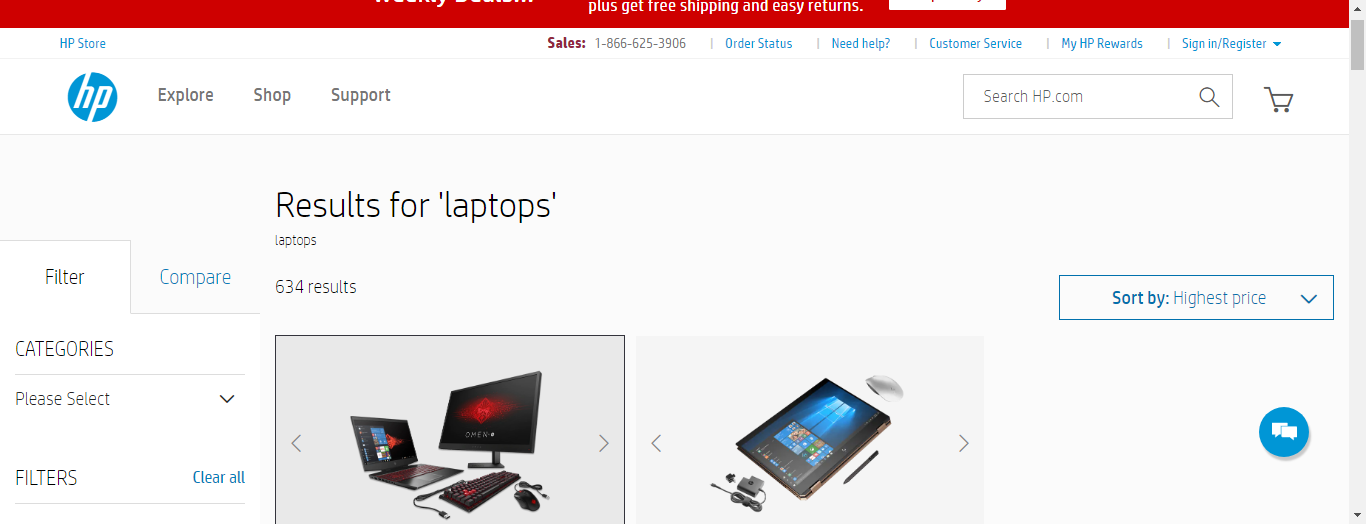 plus get free shipping and easy returns.
HP Store
Sales: 1-866-625-3906
Order Status
Need help?
Customer Service
My HP Rewards
Sign in/Register
hp
Explore
Shop
Support
Search HP.com
Results for 'laptops'
laptops
Filter
Compare
634 results
Sort by: Highest price
CATEGORIES
Please Select
OMEN
FILTERS
Clear all